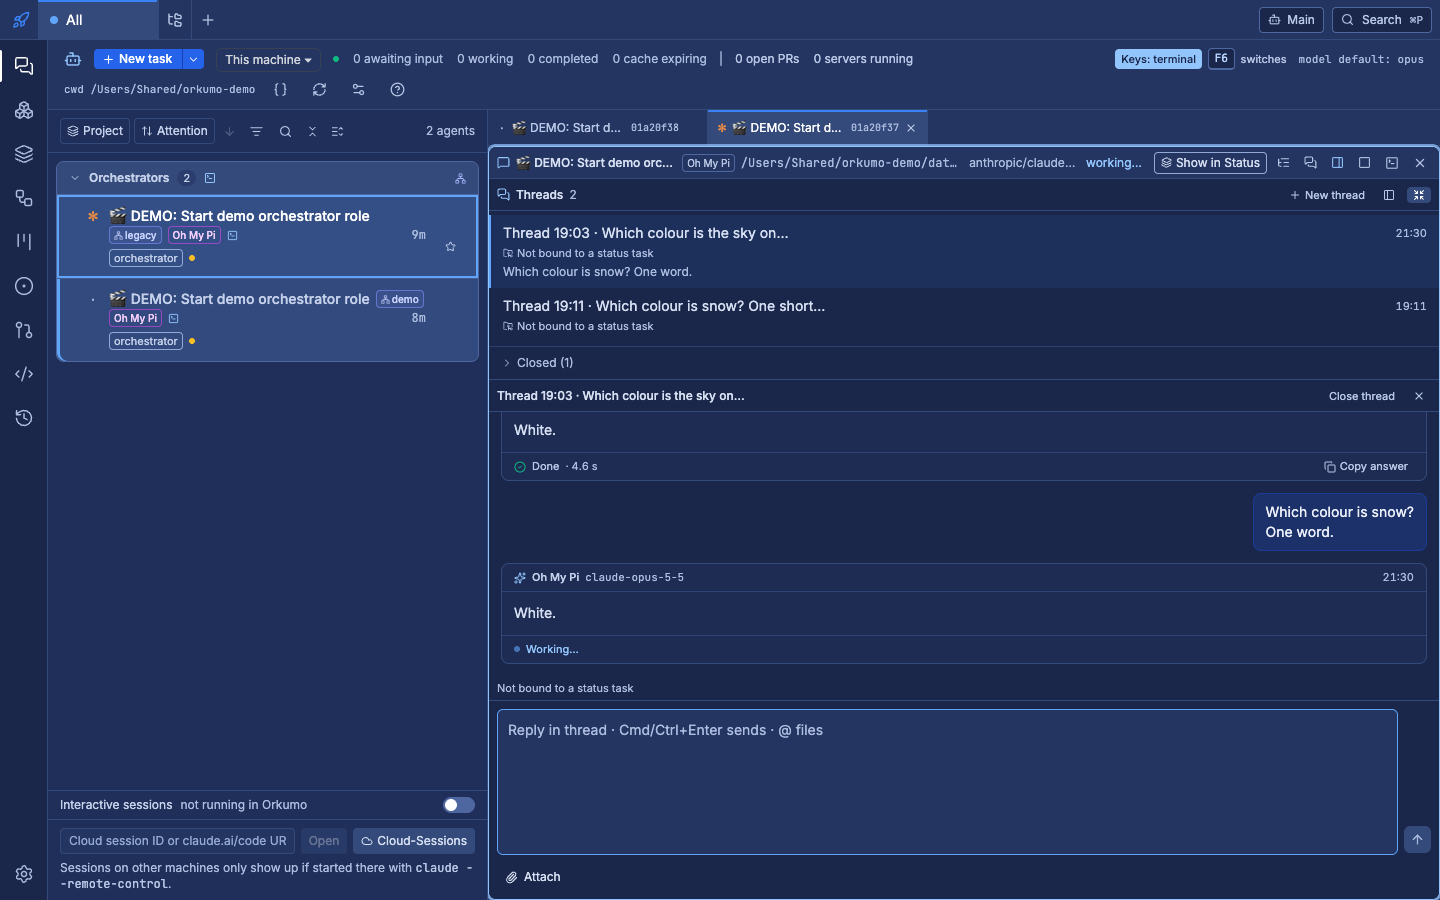 All
Main
Search ⌘P
+ New task
This machine
0 awaiting input
0 working
0 completed
0 cache expiring
0 open PRs
0 servers running
Keys: terminal
F6
switches
model default: opus
cwd /Users/Shared/orkumo-demo
Project
Attention
2 agents
Orchestrators 2
DEMO: Start demo orchestrator role
legacy
Oh My Pi
9m
orchestrator
DEMO: Start demo orchestrator role
demo
Oh My Pi
8m
orchestrator
Interactive sessions not running in Orkumo
Cloud session ID or claude.ai/code UR
Open
Cloud-Sessions
Sessions on other machines only show up if started there with claude -
-remote-control.
DEMO: Start d... 01a20f38
DEMO: Start d... 01a20f37
DEMO: Start demo orc...
Oh My Pi
/Users/Shared/orkumo-demo/dat…
anthropic/claude...
working...
Show in Status
Threads 2
+ New thread
Thread 19:03 · Which colour is the sky on...
21:30
Not bound to a status task
Which colour is snow? One word.
Thread 19:11 · Which colour is snow? One short...
19:11
Not bound to a status task
Closed (1)
Thread 19:03 · Which colour is the sky on...
Close thread
White.
Done · 4.6 s
Copy answer
Which colour is snow?
One word.
Oh My Pi claude-opus-5-5
21:30
White.
Working...
Not bound to a status task
Reply in thread · Cmd/Ctrl+Enter sends · @ files
Attach